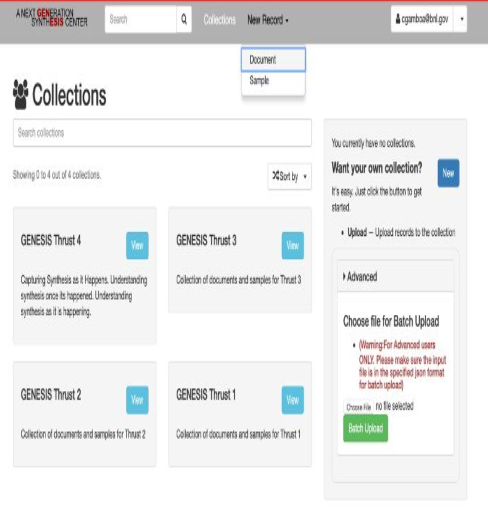 A NEXT GENERATION
SYNTHESIS CENTER
Search
Collections
New Record
cgamboa@bnl.gov
Document
Sample
Collections
Search collections
Showing 0 to 4 out of 4 collections.
Sort by
GENESIS Thrust 4
View
Capturing Synthesis as it Happens. Understanding
synthesis once its happened. Understanding
synthesis as it is happening.
GENESIS Thrust 3
View
Collection of documents and samples for Thrust 3
GENESIS Thrust 2
View
Collection of documents and samples for Thrust 2
GENESIS Thrust 1
View
Collection of documents and samples for Thrust 1
You currently have no collections.
Want your own collection?
New
It's easy. Just click the button to get
started.
• Upload — Upload records to the collection
Advanced
Choose file for Batch Upload
• (Warning:For Advanced users
ONLY. Please make sure the input
file is in the specified json format
for batch upload)
Choose File no file selected
Batch Upload